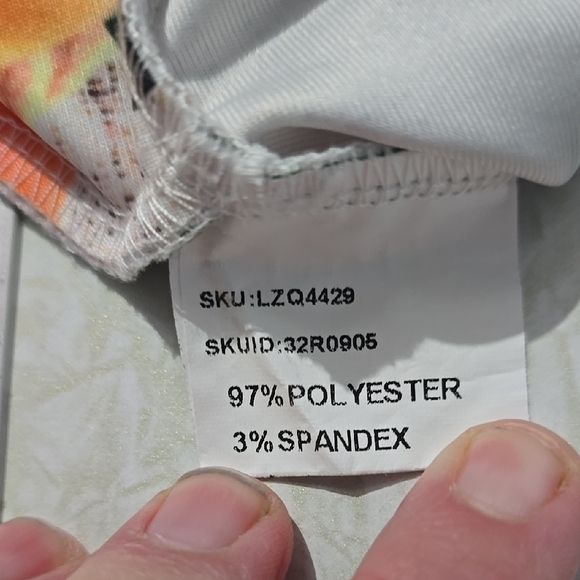 SKU:LZQ4429
SKUID:32R0905
97%POLYESTER
3%SPANDEX